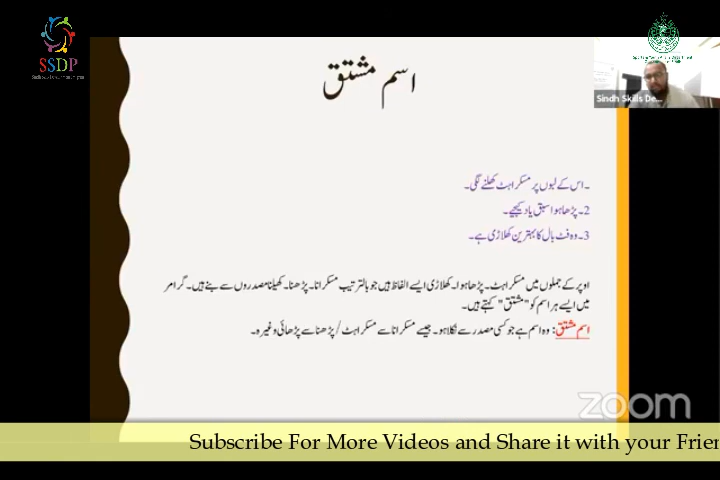 SSDP
اسم مشتق
Sindh Skills De...
۔ اس کے لبوں پر مسکراہٹ کھلنے لگی۔
2۔ پڑھا ہوا سبق یاد کیجیے۔
3۔ وہ فٹ بال کا بہترین کھلاڑی ہے۔
اوپر کے جملوں میں مسکراہٹ۔ پڑھا ہوا۔ کھلاڑی ایسے الفاظ ہیں جو بالترتیب مسکرانا۔ پڑھنا۔ کھیلنا مصدروں سے بنے ہیں۔ گرامر
میں ایسے ہر اسم کو "مشتق" کہتے ہیں۔
اسم مشتق: وہ اسم ہے جو کسی مصدر سے نکلا ہو۔ جیسے مسکرانا سے مسکراہٹ / پڑھنا سے پڑھائی وغیرہ۔
zoom
Subscribe For More Videos and Share it with your Frien